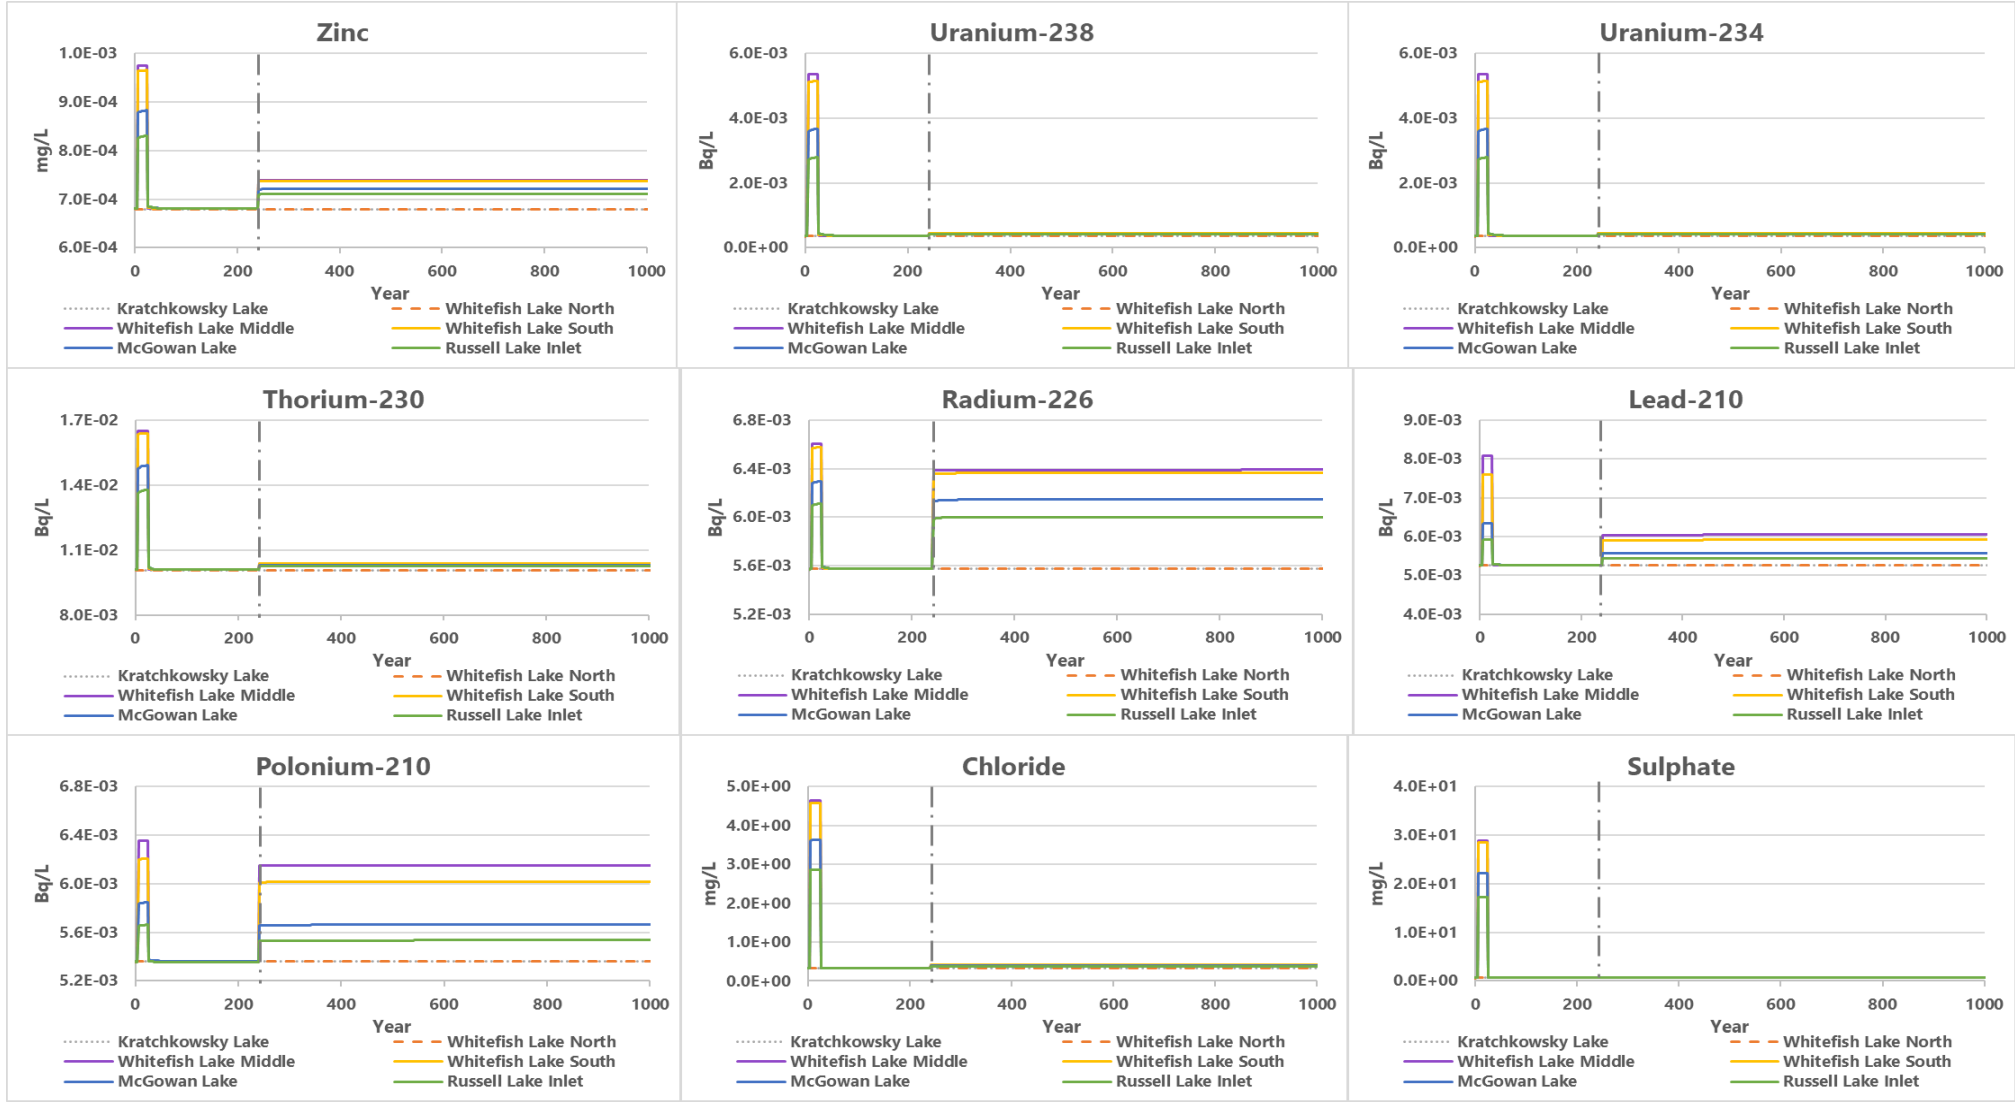 Zinc
1.0E-03
9.0E-04
8.0E-04
7.0E-04
6.0E-04
mg/L
0 200 400 600 800 1000
Year
Kratchkowsky Lake Whitefish Lake North
Whitefish Lake Middle Whitefish Lake South
McGowan Lake Russell Lake Inlet
Uranium-238
6.0E-03
4.0E-03
2.0E-03
0.0E+00
Bq/L
0 200 400 600 800 1000
Year
Kratchkowsky Lake Whitefish Lake North
Whitefish Lake Middle Whitefish Lake South
McGowan Lake Russell Lake Inlet
Uranium-234
6.0E-03
4.0E-03
2.0E-03
0.0E+00
Bq/L
0 200 400 600 800 1000
Year
Kratchkowsky Lake Whitefish Lake North
Whitefish Lake Middle Whitefish Lake South
McGowan Lake Russell Lake Inlet
Thorium-230
1.7E-02
1.4E-02
1.1E-02
8.0E-03
Bq/L
0 200 400 600 800 1000
Year
Kratchkowsky Lake Whitefish Lake North
Whitefish Lake Middle Whitefish Lake South
McGowan Lake Russell Lake Inlet
Radium-226
6.8E-03
6.4E-03
6.0E-03
5.6E-03
5.2E-03
Bq/L
0 200 400 600 800 1000
Year
Kratchkowsky Lake Whitefish Lake North
Whitefish Lake Middle Whitefish Lake South
McGowan Lake Russell Lake Inlet
Lead-210
9.0E-03
8.0E-03
7.0E-03
6.0E-03
5.0E-03
4.0E-03
Bq/L
0 200 400 600 800 1000
Year
Kratchkowsky Lake Whitefish Lake North
Whitefish Lake Middle Whitefish Lake South
McGowan Lake Russell Lake Inlet
Polonium-210
6.8E-03
6.4E-03
6.0E-03
5.6E-03
5.2E-03
Bq/L
0 200 400 600 800 1000
Year
Kratchkowsky Lake Whitefish Lake North
Whitefish Lake Middle Whitefish Lake South
McGowan Lake Russell Lake Inlet
Chloride
5.0E+00
4.0E+00
3.0E+00
2.0E+00
1.0E+00
0.0E+00
mg/L
0 200 400 600 800 1000
Year
Kratchkowsky Lake Whitefish Lake North
Whitefish Lake Middle Whitefish Lake South
McGowan Lake Russell Lake Inlet
Sulphate
4.0E+01
3.0E+01
2.0E+01
1.0E+01
0.0E+00
mg/L
0 200 400 600 800 1000
Year
Kratchkowsky Lake Whitefish Lake North
Whitefish Lake Middle Whitefish Lake South
McGowan Lake Russell Lake Inlet